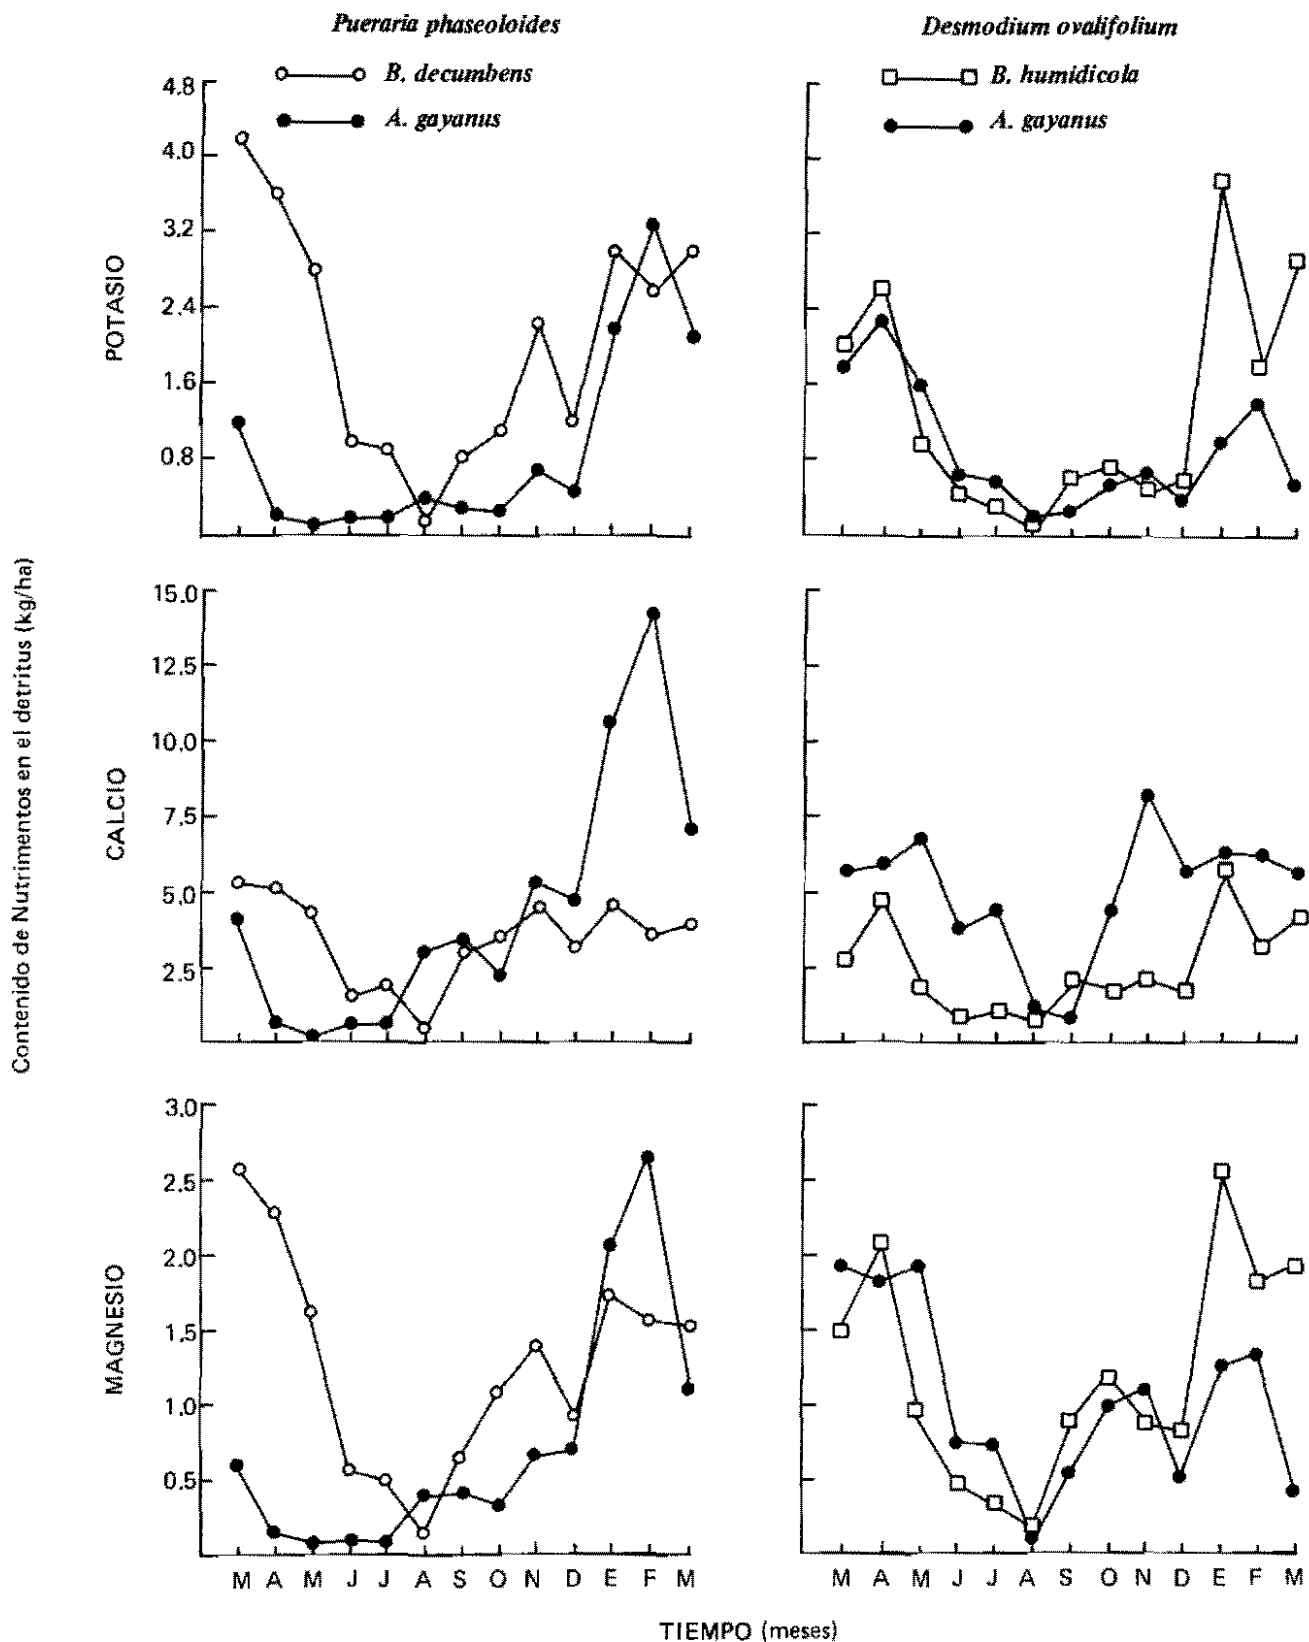 Pueraria phaseoloides
B. decumbens
A. gayanus
Desmodium ovalifolium
B. humidicola
A. gayanus
Contenido de Nutrimentos en el detritus (kg/ha)
POTASIO
4.8
4.0
3.2
2.4
1.6
0.8
CALCIO
15.0
12.5
10.0
7.5
5.0
2.5
MAGNESIO
3.0
2.5
2.0
1.5
1.0
0.5
M A M J J A S O N D E F M
M A M J J A S O N D E F M
TIEMPO (meses)